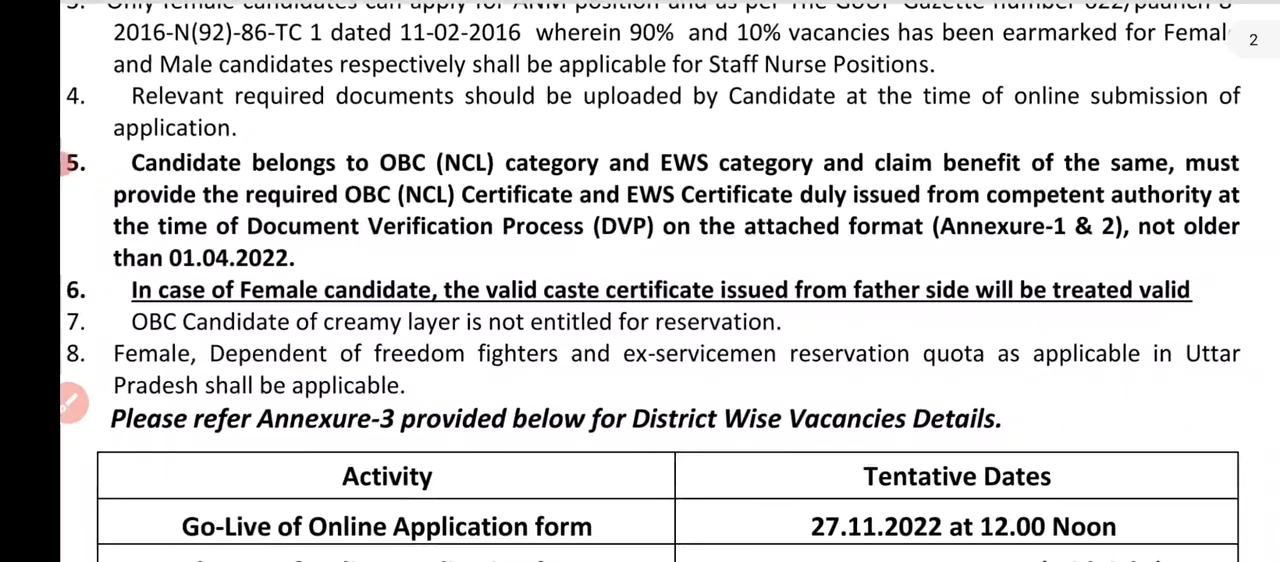 2016-N(92)-86-TC 1 dated 11-02-2016 wherein 90% and 10% vacancies has been earmarked for Femal
2
and Male candidates respectively shall be applicable for Staff Nurse Positions.
4. Relevant required documents should be uploaded by Candidate at the time of online submission of
application.
5. Candidate belongs to OBC (NCL) category and EWS category and claim benefit of the same, must
provide the required OBC (NCL) Certificate and EWS Certificate duly issued from competent authority at
the time of Document Verification Process (DVP) on the attached format (Annexure-1 & 2), not older
than 01.04.2022.
6. In case of Female candidate, the valid caste certificate issued from father side will be treated valid
7. OBC Candidate of creamy layer is not entitled for reservation.
8. Female, Dependent of freedom fighters and ex-servicemen reservation quota as applicable in Uttar
Pradesh shall be applicable.
Please refer Annexure-3 provided below for District Wise Vacancies Details.
Activity Tentative Dates
Go-Live of Online Application form 27.11.2022 at 12.00 Noon